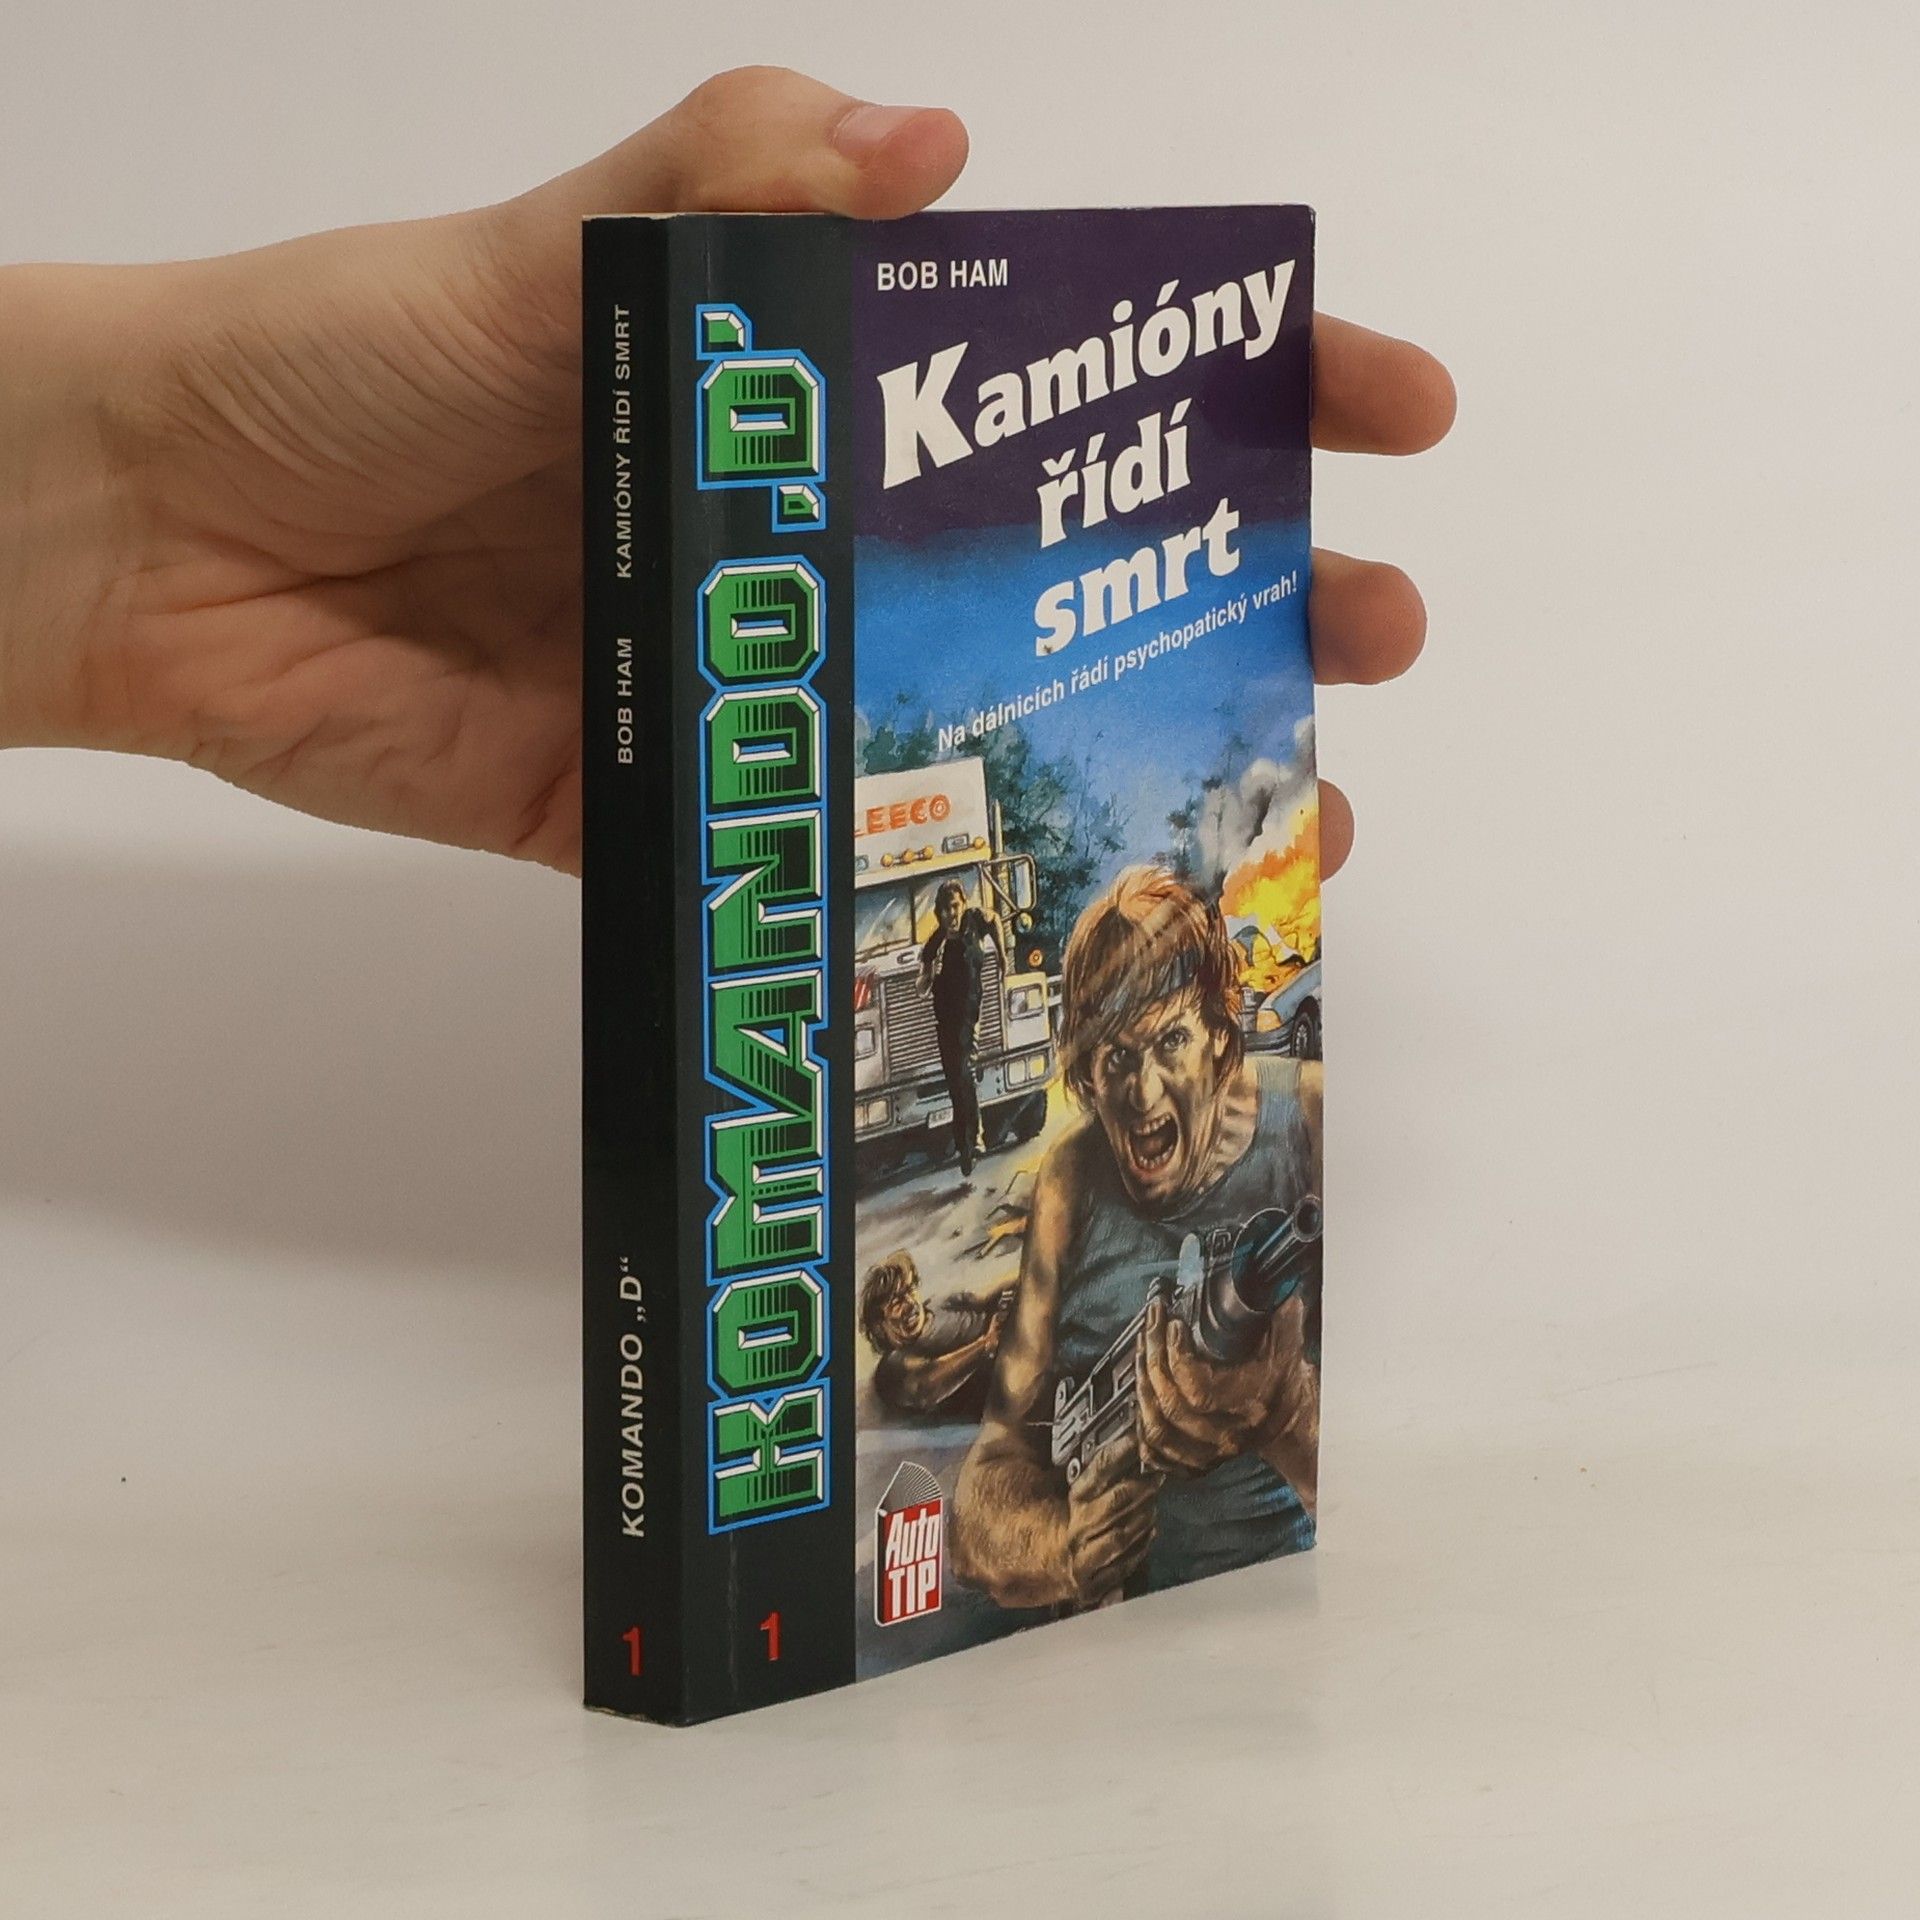 KOMANDO „D“ BOB HAM KAMIÓNY ŘÍDÍ SMRT
1
KOMANDO „D“
1
BOB HAM
Kamióny
řídí
smrt
Na dálnicích řádí psychopatický vrah!
LEECO
Auto
TIP